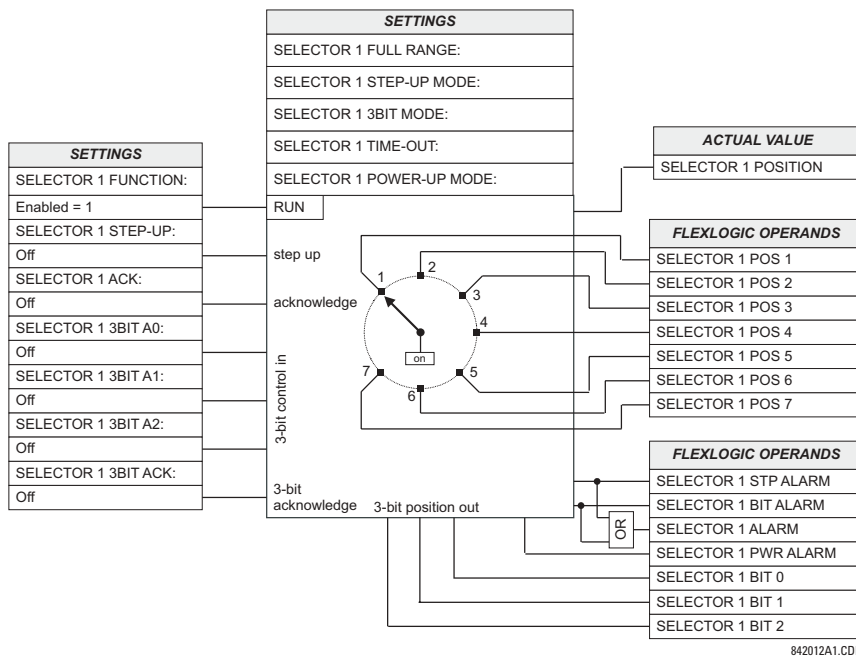 SETTINGS
SELECTOR 1 FULL RANGE:
SELECTOR 1 STEP-UP MODE:
SELECTOR 1 3BIT MODE:
SELECTOR 1 TIME-OUT:
SELECTOR 1 POWER-UP MODE:
SETTINGS
SELECTOR 1 FUNCTION:
Enabled = 1
SELECTOR 1 STEP-UP:
Off
SELECTOR 1 ACK:
Off
SELECTOR 1 3BIT A0:
Off
SELECTOR 1 3BIT A1:
Off
SELECTOR 1 3BIT A2:
Off
SELECTOR 1 3BIT ACK:
Off
RUN
step up
acknowledge
3-bit control in
3-bit
acknowledge
3-bit position out
1
2
3
4
5
6
7
on
ACTUAL VALUE
SELECTOR 1 POSITION
FLEXLOGIC OPERANDS
SELECTOR 1 POS 1
SELECTOR 1 POS 2
SELECTOR 1 POS 3
SELECTOR 1 POS 4
SELECTOR 1 POS 5
SELECTOR 1 POS 6
SELECTOR 1 POS 7
FLEXLOGIC OPERANDS
SELECTOR 1 STP ALARM
SELECTOR 1 BIT ALARM
OR
SELECTOR 1 ALARM
SELECTOR 1 PWR ALARM
SELECTOR 1 BIT 0
SELECTOR 1 BIT 1
SELECTOR 1 BIT 2